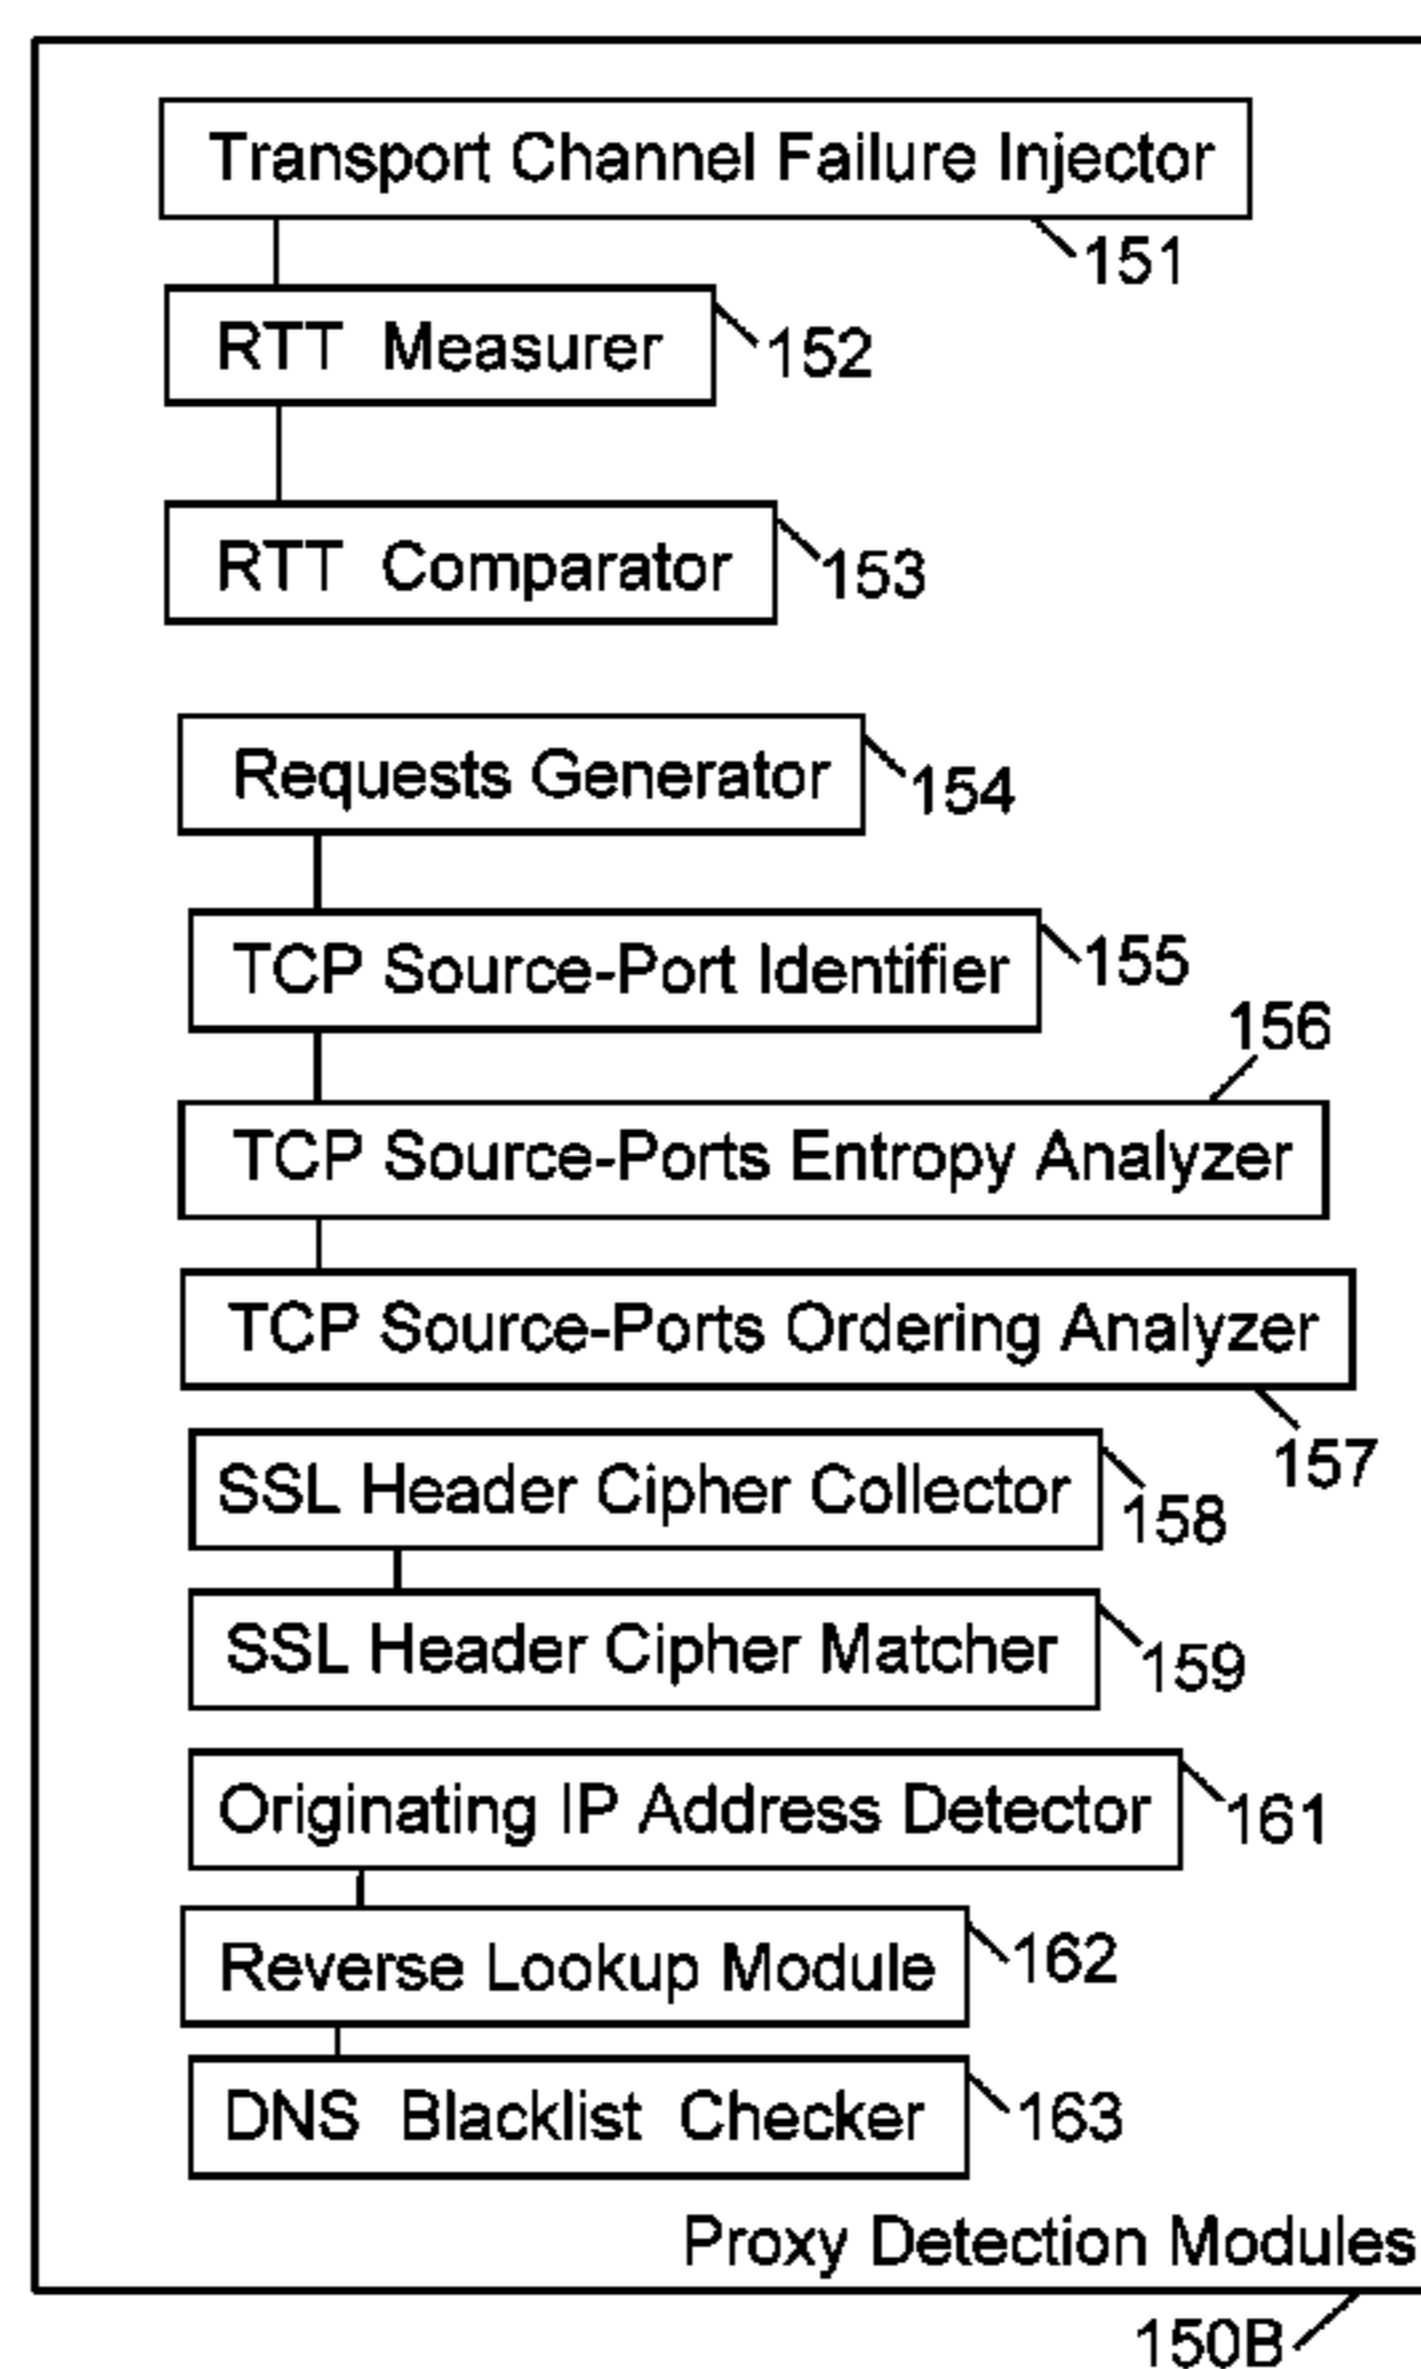 Transport Channel Failure Injector
151
RTT Measurer
152
RTT Comparator
153
Requests Generator
154
TCP Source-Port Identifier
155
156
TCP Source-Ports Entropy Analyzer
TCP Source-Ports Ordering Analyzer
157
SSL Header Cipher Collector
158
SSL Header Cipher Matcher
159
Originating IP Address Detector
161
Reverse Lookup Module
162
DNS Blacklist Checker
163
Proxy Detection Modules
150B